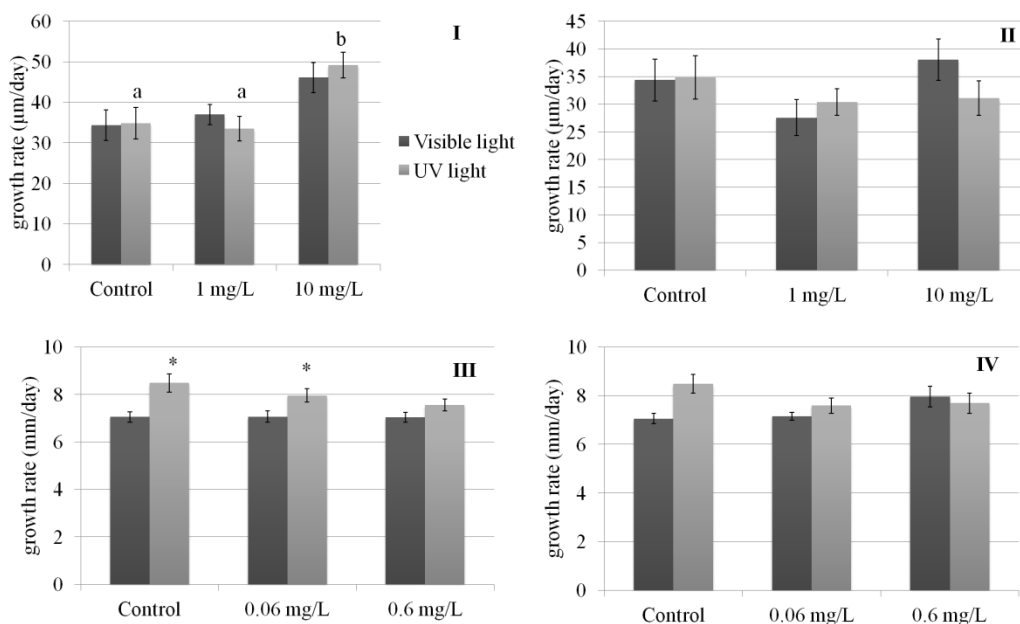 I
growth rate (µm/day)
60
50
40
30
20
10
0
a
a
b
Control
1 mg/L
10 mg/L
Visible light
UV light
II
growth rate (µm/day)
45
40
35
30
25
20
15
10
5
0
Control
1 mg/L
10 mg/L
III
growth rate (mm/day)
10
8
6
4
2
0
*
*
Control
0.06 mg/L
0.6 mg/L
IV
growth rate (mm/day)
10
8
6
4
2
0
Control
0.06 mg/L
0.6 mg/L